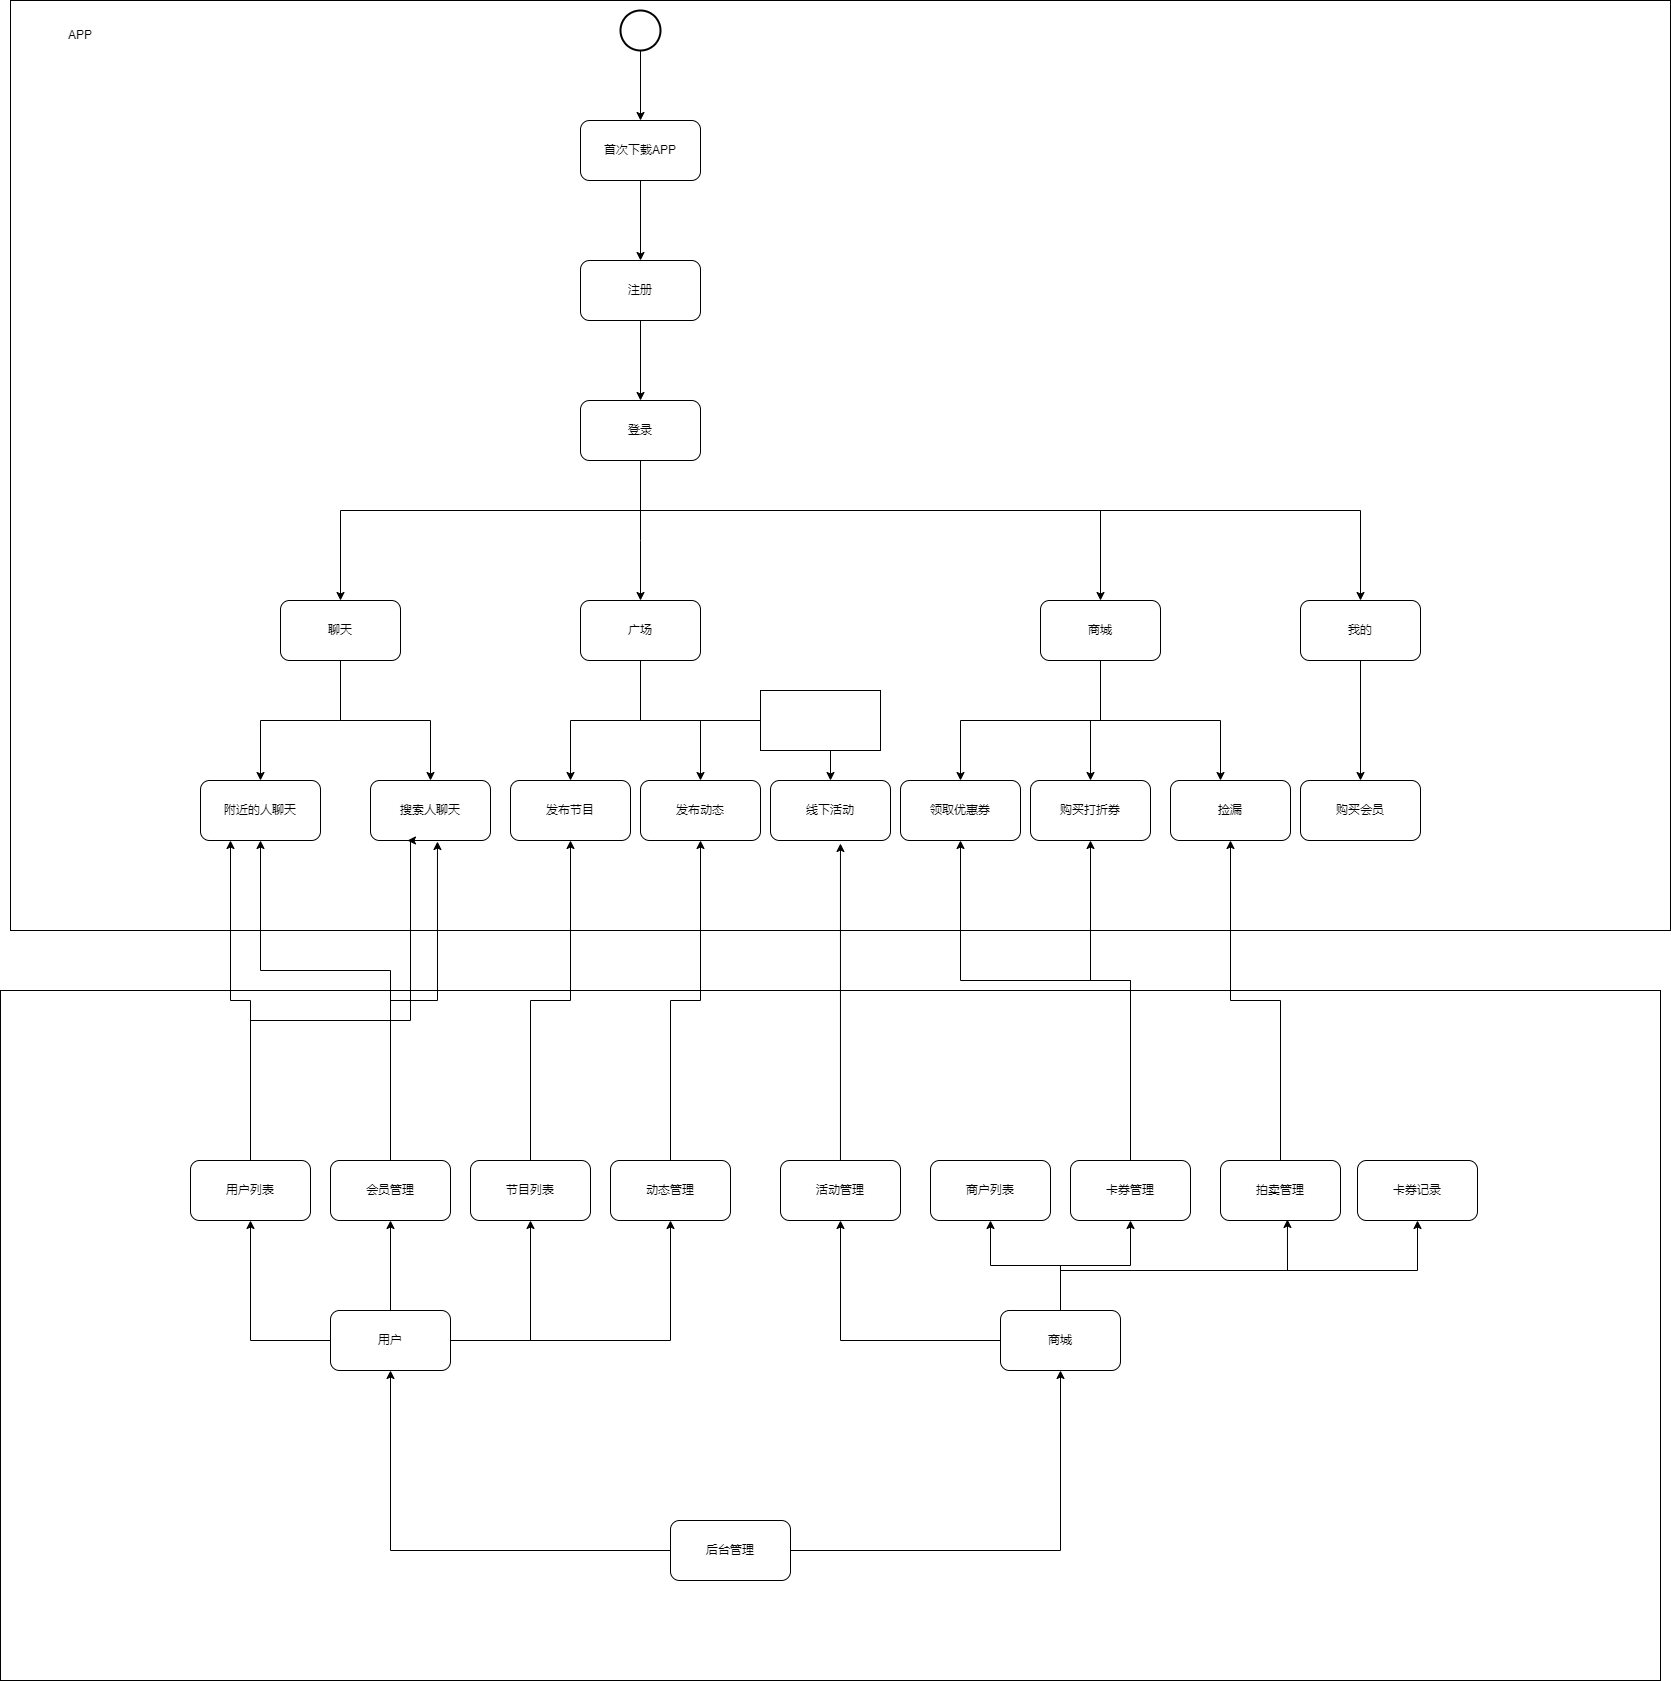 APP
首次下载APP
注册
登录
聊天
广场
商城
我的
附近的人聊天
搜索人聊天
发布节目
发布动态
线下活动
领取优惠券
购买打折券
捡漏
购买会员
用户列表
会员管理
节目列表
动态管理
活动管理
商户列表
卡券管理
拍卖管理
卡券记录
用户
商城
后台管理